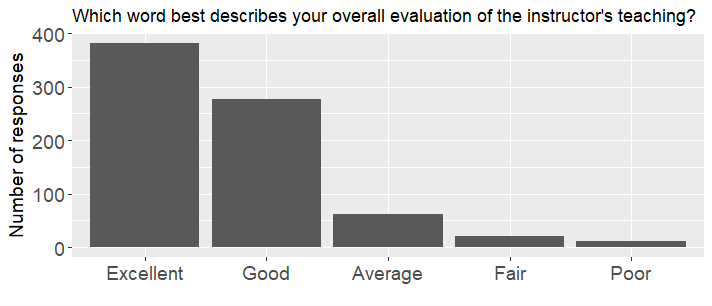 Which word best describes your overall evaluation of the instructor's teaching?
Number of responses
400
300
200
100
0
Excellent Good Average Fair Poor